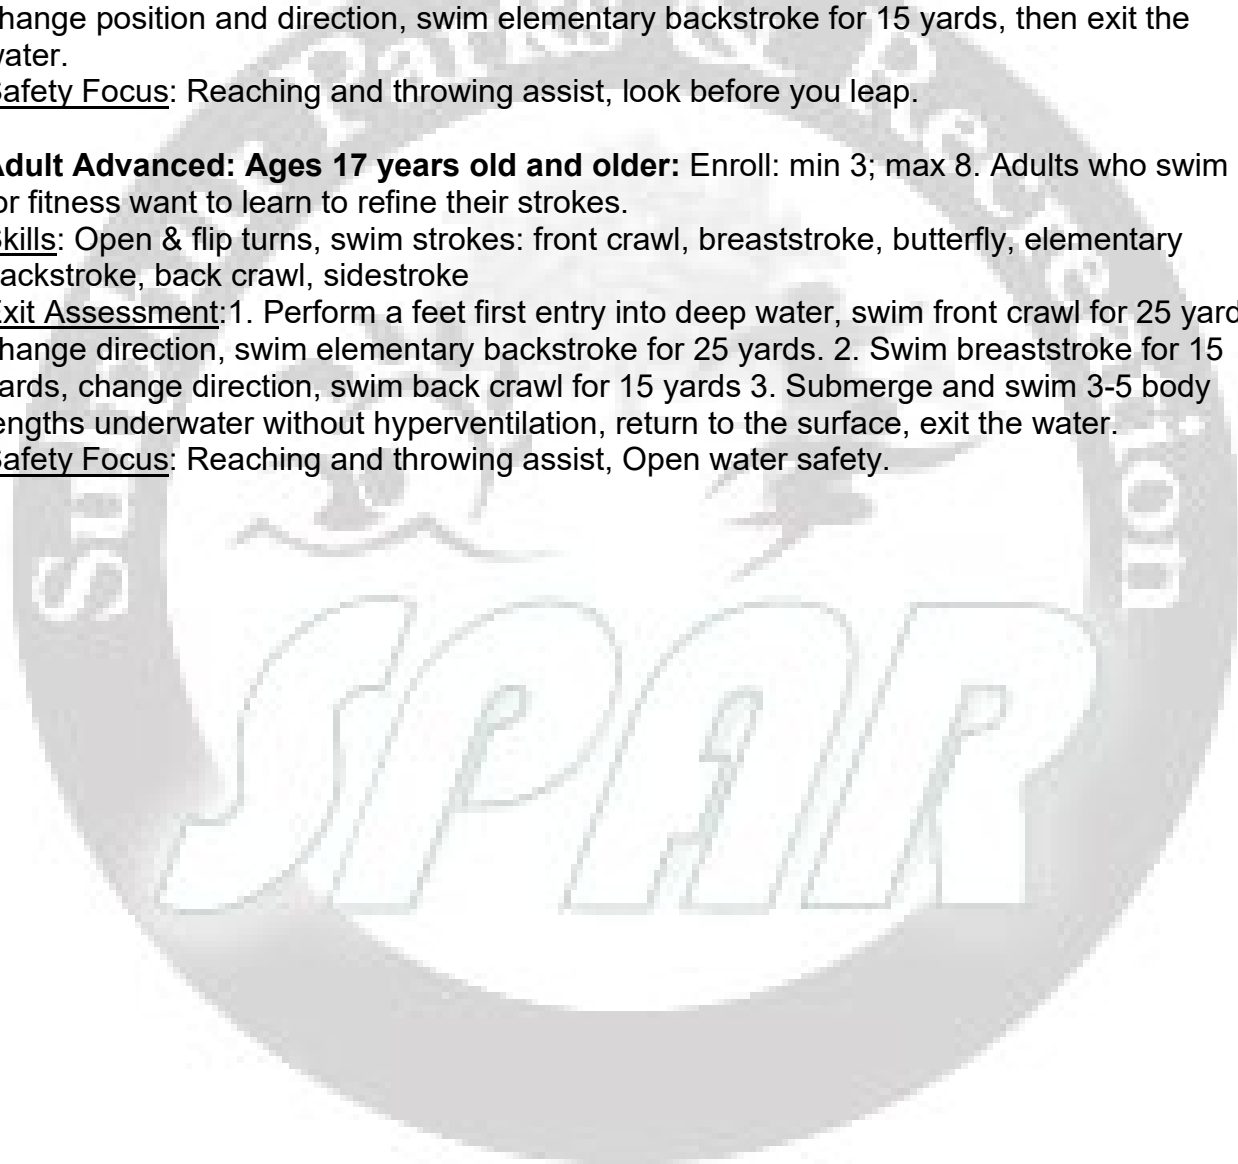 hange position and direction, swim elementary backstroke for 15 yards, then exit the
water.
Safety Focus: Reaching and throwing assist, look before you leap.
Adult Advanced: Ages 17 years old and older: Enroll: min 3; max 8. Adults who swim
or fitness want to learn to refine their strokes.
Skills: Open & flip turns, swim strokes: front crawl, breaststroke, butterfly, elementary
ackstroke, back crawl, sidestroke
Exit Assessment:1. Perform a feet first entry into deep water, swim front crawl for 25 yard
hange direction, swim elementary backstroke for 25 yards. 2. Swim breaststroke for 15
ards, change direction, swim back crawl for 15 yards 3. Submerge and swim 3-5 body
engths underwater without hyperventilation, return to the surface, exit the water.
Safety Focus: Reaching and throwing assist, Open water safety.
Parks & Recreation
SPAR